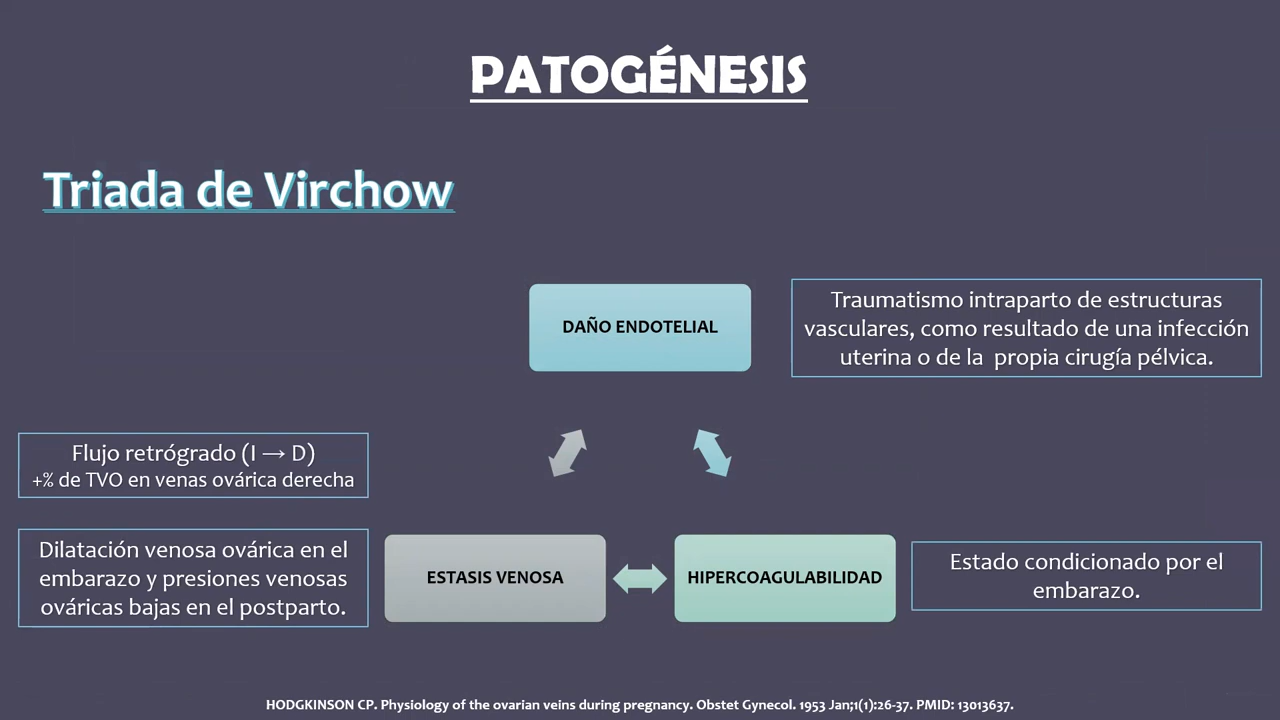 PATOGÉNESIS
Triada de Virchow
DAÑO ENDOTELIAL
Traumatismo intraparto de estructuras
vasculares, como resultado de una infección
uterina o de la propia cirugía pélvica.
Flujo retrógrado (I → D)
+% de TVO en venas ovárica derecha
Dilatación venosa ovárica en el
embarazo y presiones venosas
ováricas bajas en el postparto.
ESTASIS VENOSA
HIPERCOAGULABILIDAD
Estado condicionado por el
embarazo.
HODGKINSON CP. Physiology of the ovarian veins during pregnancy. Obstet Gynecol. 1953 Jan;1(1):26-37. PMID: 13013637.